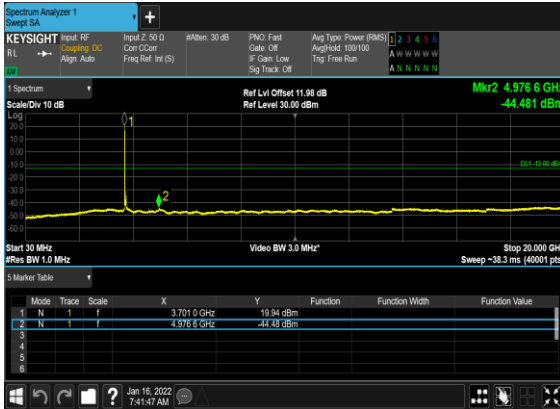 Spectrum Analyzer 1
Swept SA
+
KEYSIGHT
RL
Input: RF
Coupling: DC
Align: Auto
Input Z: 50 Ω
Corr CCorr
Freq Ref: Int (S)
#Atten: 30 dB
PNO: Fast
Gate: Off
IF Gain: Low
Sig Track: Off
Avg Type: Power (RMS)
Avg|Hold: 100/100
Trig: Free Run
1 2 3 4 5 6
A W W W W W
A N N N N N
1 Spectrum
Scale/Div 10 dB
Ref Lvl Offset 11.98 dB
Ref Level 30.00 dBm
Mkr2 4.976 6 GHz
-44.481 dBm
Log
20.0
10.0
0.00
-10.0
-20.0
-30.0
-40.0
-50.0
-60.0
1
2
DL1 -13.00 dBm
Start 30 MHz
#Res BW 1.0 MHz
Video BW 3.0 MHz*
Stop 20.000 GH
Sweep ~38.3 ms (40001 pts
5 Marker Table
Mode Trace Scale X Y Function Function Width Function Value
1 N 1 f 3.701 0 GHz 19.94 dBm
2 N 1 f 4.976 6 GHz -44.48 dBm
3
4
5
6
?
Jan 16, 2022
7:41:47 AM